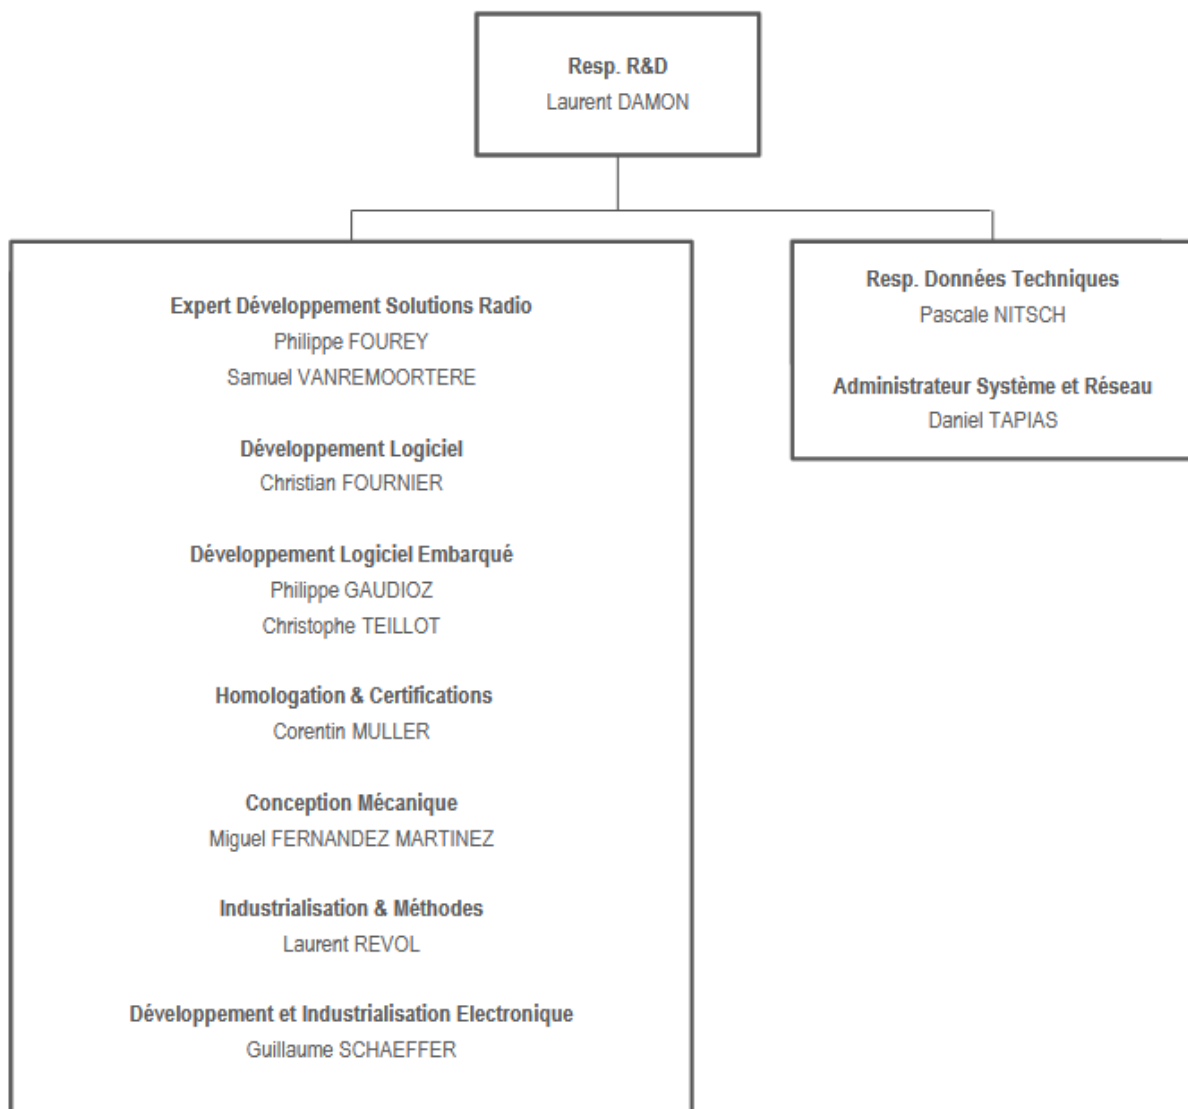 Resp. R&D
Laurent DAMON
Expert Développement Solutions Radio
Philippe FOUREY
Samuel VANREMOORTERE
Développement Logiciel
Christian FOURNIER
Développement Logiciel Embarqué
Philippe GAUDIOZ
Christophe TEILLOT
Homologation & Certifications
Corentin MULLER
Conception Mécanique
Miguel FERNANDEZ MARTINEZ
Industrialisation & Méthodes
Laurent REVOL
Développement et Industrialisation Electronique
Guillaume SCHAEFFER
Resp. Données Techniques
Pascale NITSCH
Administrateur Système et Réseau
Daniel TAPIAS